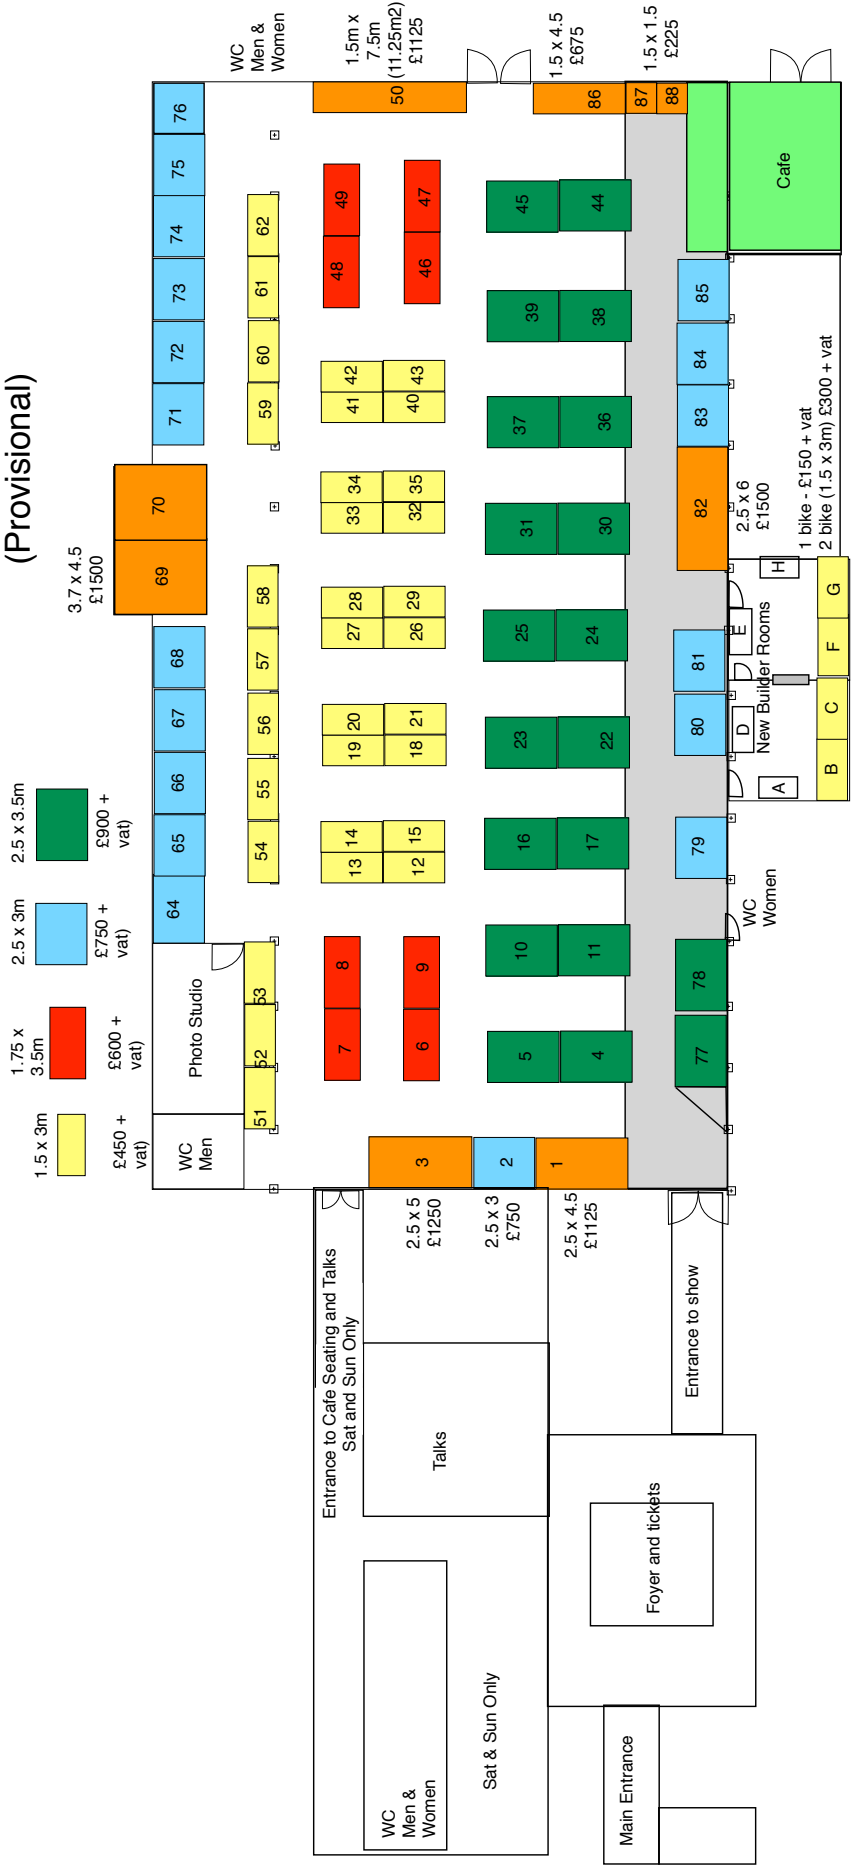 (Provisional)
1.5 x 3m
£450 +
vat)
1.75 x
3.5m
£600 +
vat)
2.5 x 3m
£750 +
vat)
2.5 x 3.5m
£900 +
vat)
3.7 x 4.5
£1500
WC
Men &
Women
1.5m x
7.5m
(11.25m2)
£1125
1.5 x 4.5
£675
1.5 x 1.5
£225
WC
Men
Photo Studio
64
65
66
67
68
69
70
71
72
73
74
75
76
51
52
53
54
55
56
57
58
59
60
61
62
7
8
13
14
19
20
27
28
33
34
41
42
48
49
50
6
9
12
15
18
21
26
29
32
35
40
43
46
47
3
2
1
2.5 x 5
£1250
2.5 x 3
£750
2.5 x 4.5
£1125
5
10
16
23
25
31
37
39
45
86
4
11
17
22
24
30
36
38
44
87
88
77
78
79
80
81
82
83
84
85
Cafe
2.5 x 6
£1500
WC
Women
New Builder Rooms
A
D
E
H
B
C
F
G
1 bike - £150 + vat
2 bike (1.5 x 3m) £300 + vat
Entrance to Cafe Seating and Talks
Sat and Sun Only
Talks
WC
Men &
Women
Sat & Sun Only
Entrance to show
Foyer and tickets
Main Entrance